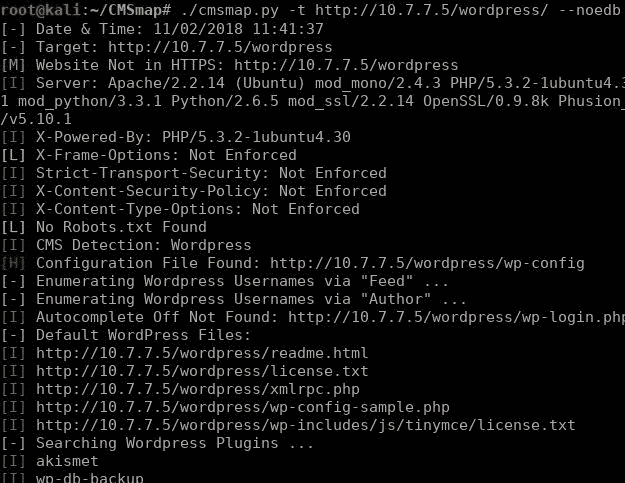 root@kali:~/CMSmap# ./cmsmap.py -t http://10.7.7.5/wordpress/ --noedb
[-] Date & Time: 11/02/2018 11:41:37
[-] Target: http://10.7.7.5/wordpress
[M] Website Not in HTTPS: http://10.7.7.5/wordpress
[I] Server: Apache/2.2.14 (Ubuntu) mod_mono/2.4.3 PHP/5.3.2-1ubuntu4.3
1 mod_python/3.3.1 Python/2.6.5 mod_ssl/2.2.14 OpenSSL/0.9.8k Phusion_
/v5.10.1
[I] X-Powered-By: PHP/5.3.2-1ubuntu4.30
[L] X-Frame-Options: Not Enforced
[I] Strict-Transport-Security: Not Enforced
[I] X-Content-Security-Policy: Not Enforced
[I] X-Content-Type-Options: Not Enforced
[L] No Robots.txt Found
[I] CMS Detection: Wordpress
[H] Configuration File Found: http://10.7.7.5/wordpress/wp-config
[-] Enumerating Wordpress Usernames via "Feed" ...
[-] Enumerating Wordpress Usernames via "Author" ...
[I] Autocomplete Off Not Found: http://10.7.7.5/wordpress/wp-login.php
[-] Default WordPress Files:
[I] http://10.7.7.5/wordpress/readme.html
[I] http://10.7.7.5/wordpress/license.txt
[I] http://10.7.7.5/wordpress/xmlrpc.php
[I] http://10.7.7.5/wordpress/wp-config-sample.php
[I] http://10.7.7.5/wordpress/wp-includes/js/tinymce/license.txt
[-] Searching Wordpress Plugins ...
[I] akismet
[I] wp-db-backup